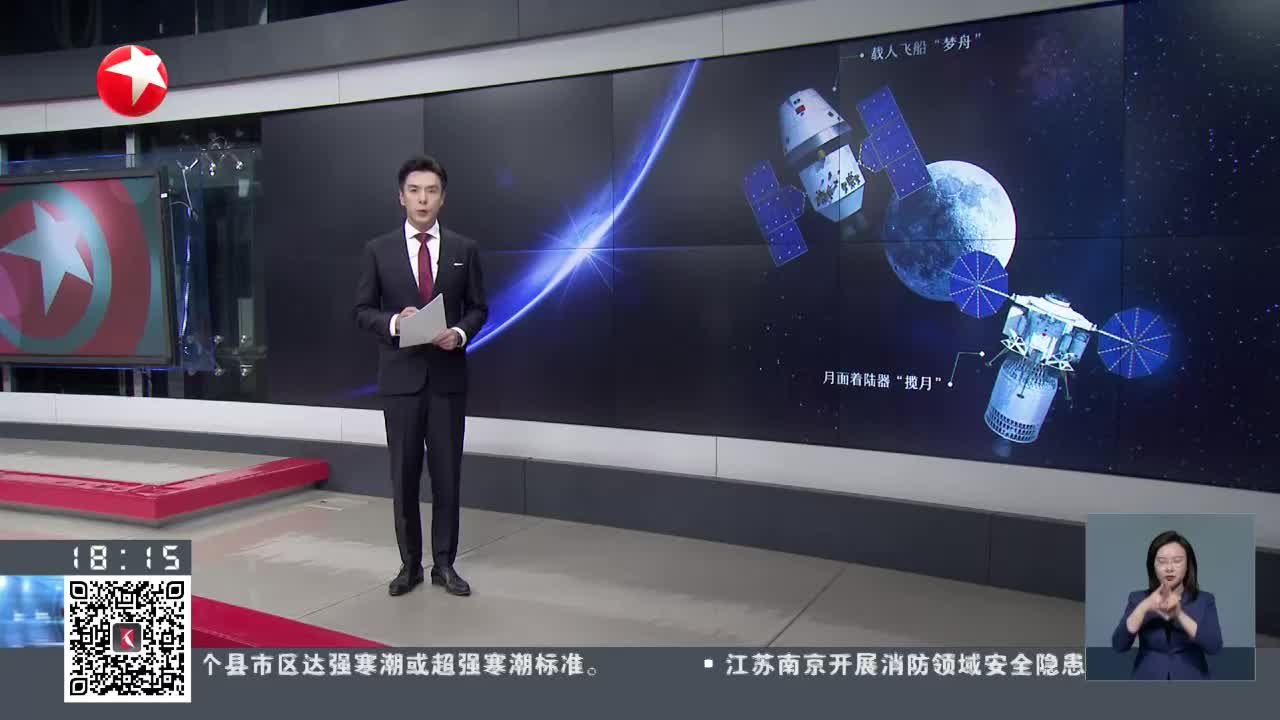 载人飞船“梦舟”
月面着陆器“揽月”
18:15
个县市区达强寒潮或超强寒潮标准。
▪ 江苏南京开展消防领域安全隐患